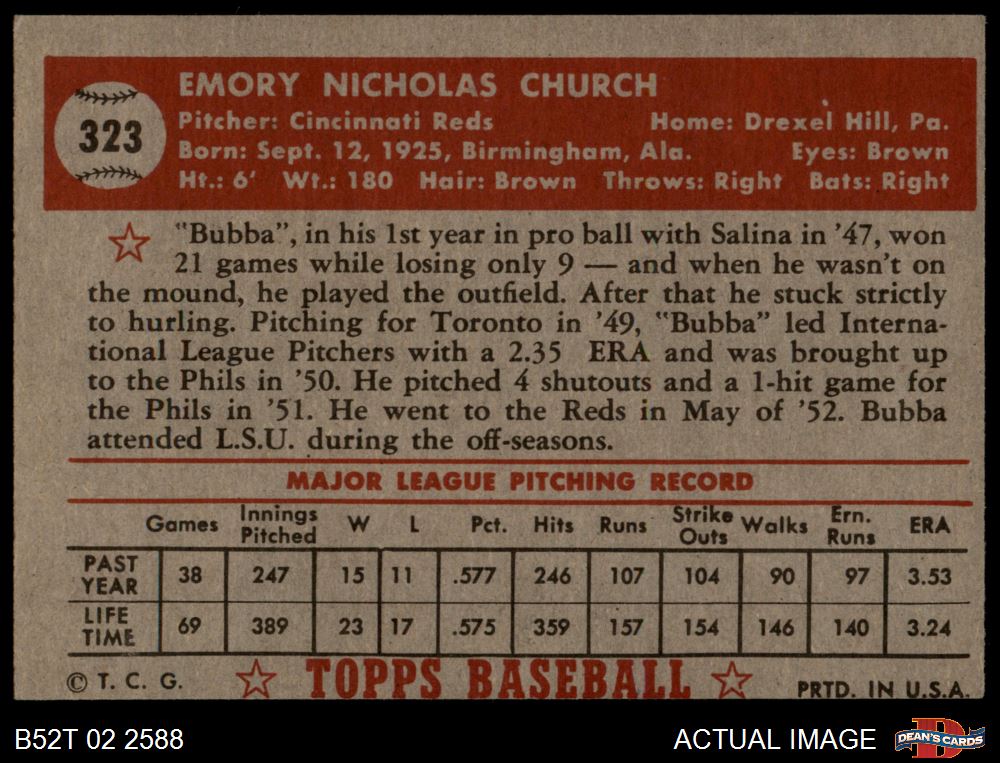 323
EMORY NICHOLAS CHURCH
Pitcher: Cincinnati Reds Home: Drexel Hill, Pa.
Born: Sept. 12, 1925, Birmingham, Ala. Eyes: Brown
Ht.: 6' Wt.: 180 Hair: Brown Throws: Right Bats: Right
"Bubba", in his 1st year in pro ball with Salina in '47, won
21 games while losing only 9 — and when he wasn't on
the mound, he played the outfield. After that he stuck strictly
to hurling. Pitching for Toronto in '49, "Bubba" led Interna-
tional League Pitchers with a 2.35 ERA and was brought up
to the Phils in '50. He pitched 4 shutouts and a 1-hit game for
the Phils in '51. He went to the Reds in May of '52. Bubba
attended L.S.U. during the off-seasons.
MAJOR LEAGUE PITCHING RECORD
Games Innings Pitched W L Pct. Hits Runs Strike Outs Walks Ern. Runs ERA
PAST YEAR 38 247 15 11 .577 246 107 104 90 97 3.53
LIFE TIME 69 389 23 17 .575 359 157 154 146 140 3.24
© T. C. G. TOPPS BASEBALL PRTD. IN U.S.A.
B52T 02 2588 ACTUAL IMAGE D DEAN'S CARDS